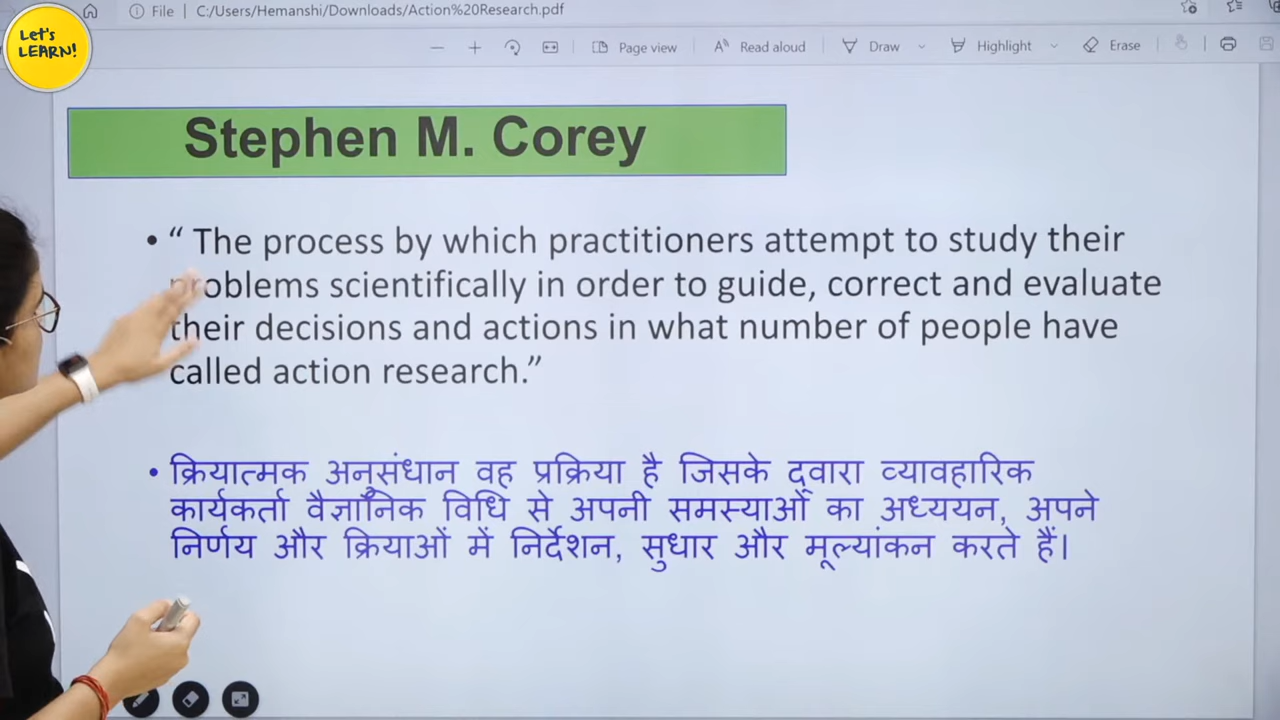 Let's
LEARN!
File | C:/Users/Hemanshi/Downloads/Action%20Research.pdf
Page view
Read aloud
Draw
Highlight
Erase
Stephen M. Corey
• “ The process by which practitioners attempt to study their
problems scientifically in order to guide, correct and evaluate
their decisions and actions in what number of people have
called action research.”
• क्रियात्मक अनुसंधान वह प्रक्रिया है जिसके द्वारा व्यावहारिक
कार्यकर्ता वैज्ञानिक विधि से अपनी समस्याओं का अध्ययन, अपने
निर्णय और क्रियाओं में निर्देशन, सुधार और मूल्यांकन करते हैं।